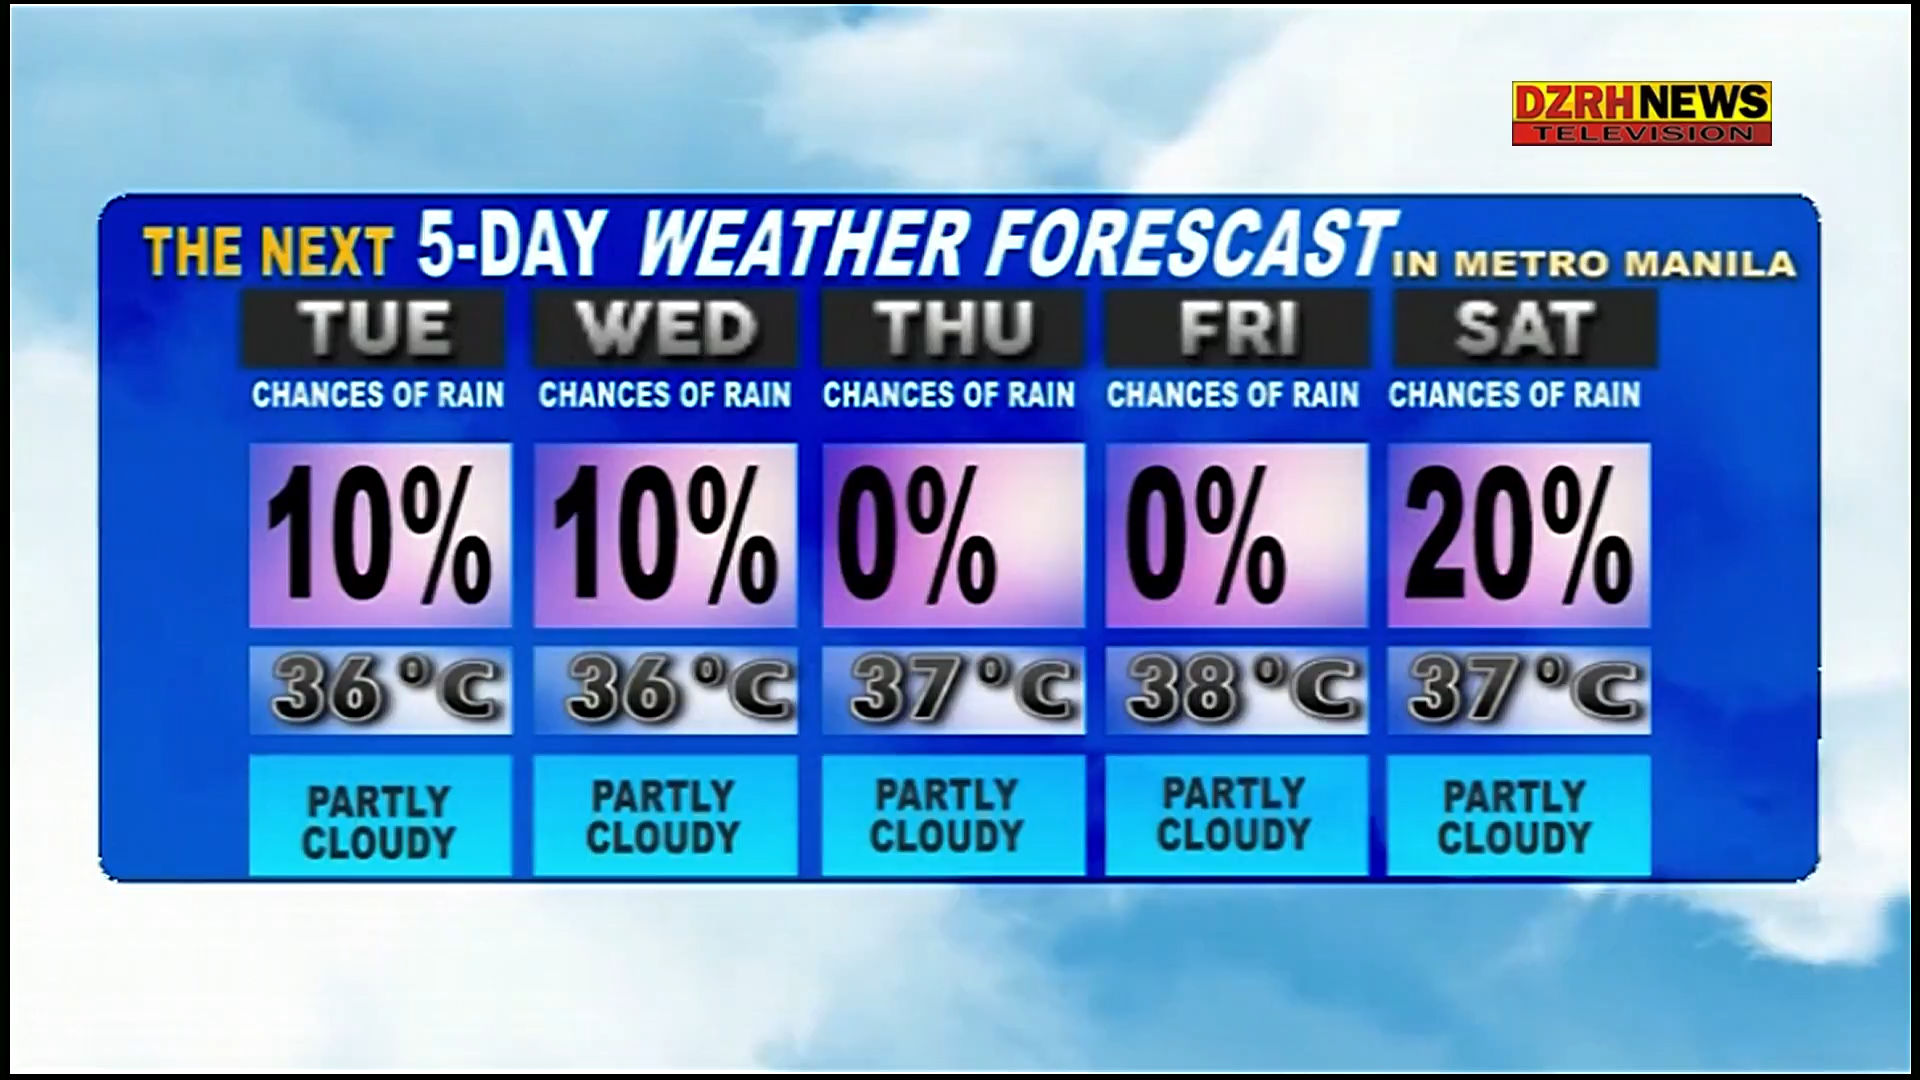 DZRHNEWS
TELEVISION
THE NEXT 5-DAY WEATHER FORESCAST IN METRO MANILA
TUE WED THU FRI SAT
CHANCES OF RAIN CHANCES OF RAIN CHANCES OF RAIN CHANCES OF RAIN CHANCES OF RAIN
10% 10% 0% 0% 20%
36°C 36°C 37°C 38°C 37°C
PARTLY PARTLY PARTLY PARTLY PARTLY
CLOUDY CLOUDY CLOUDY CLOUDY CLOUDY